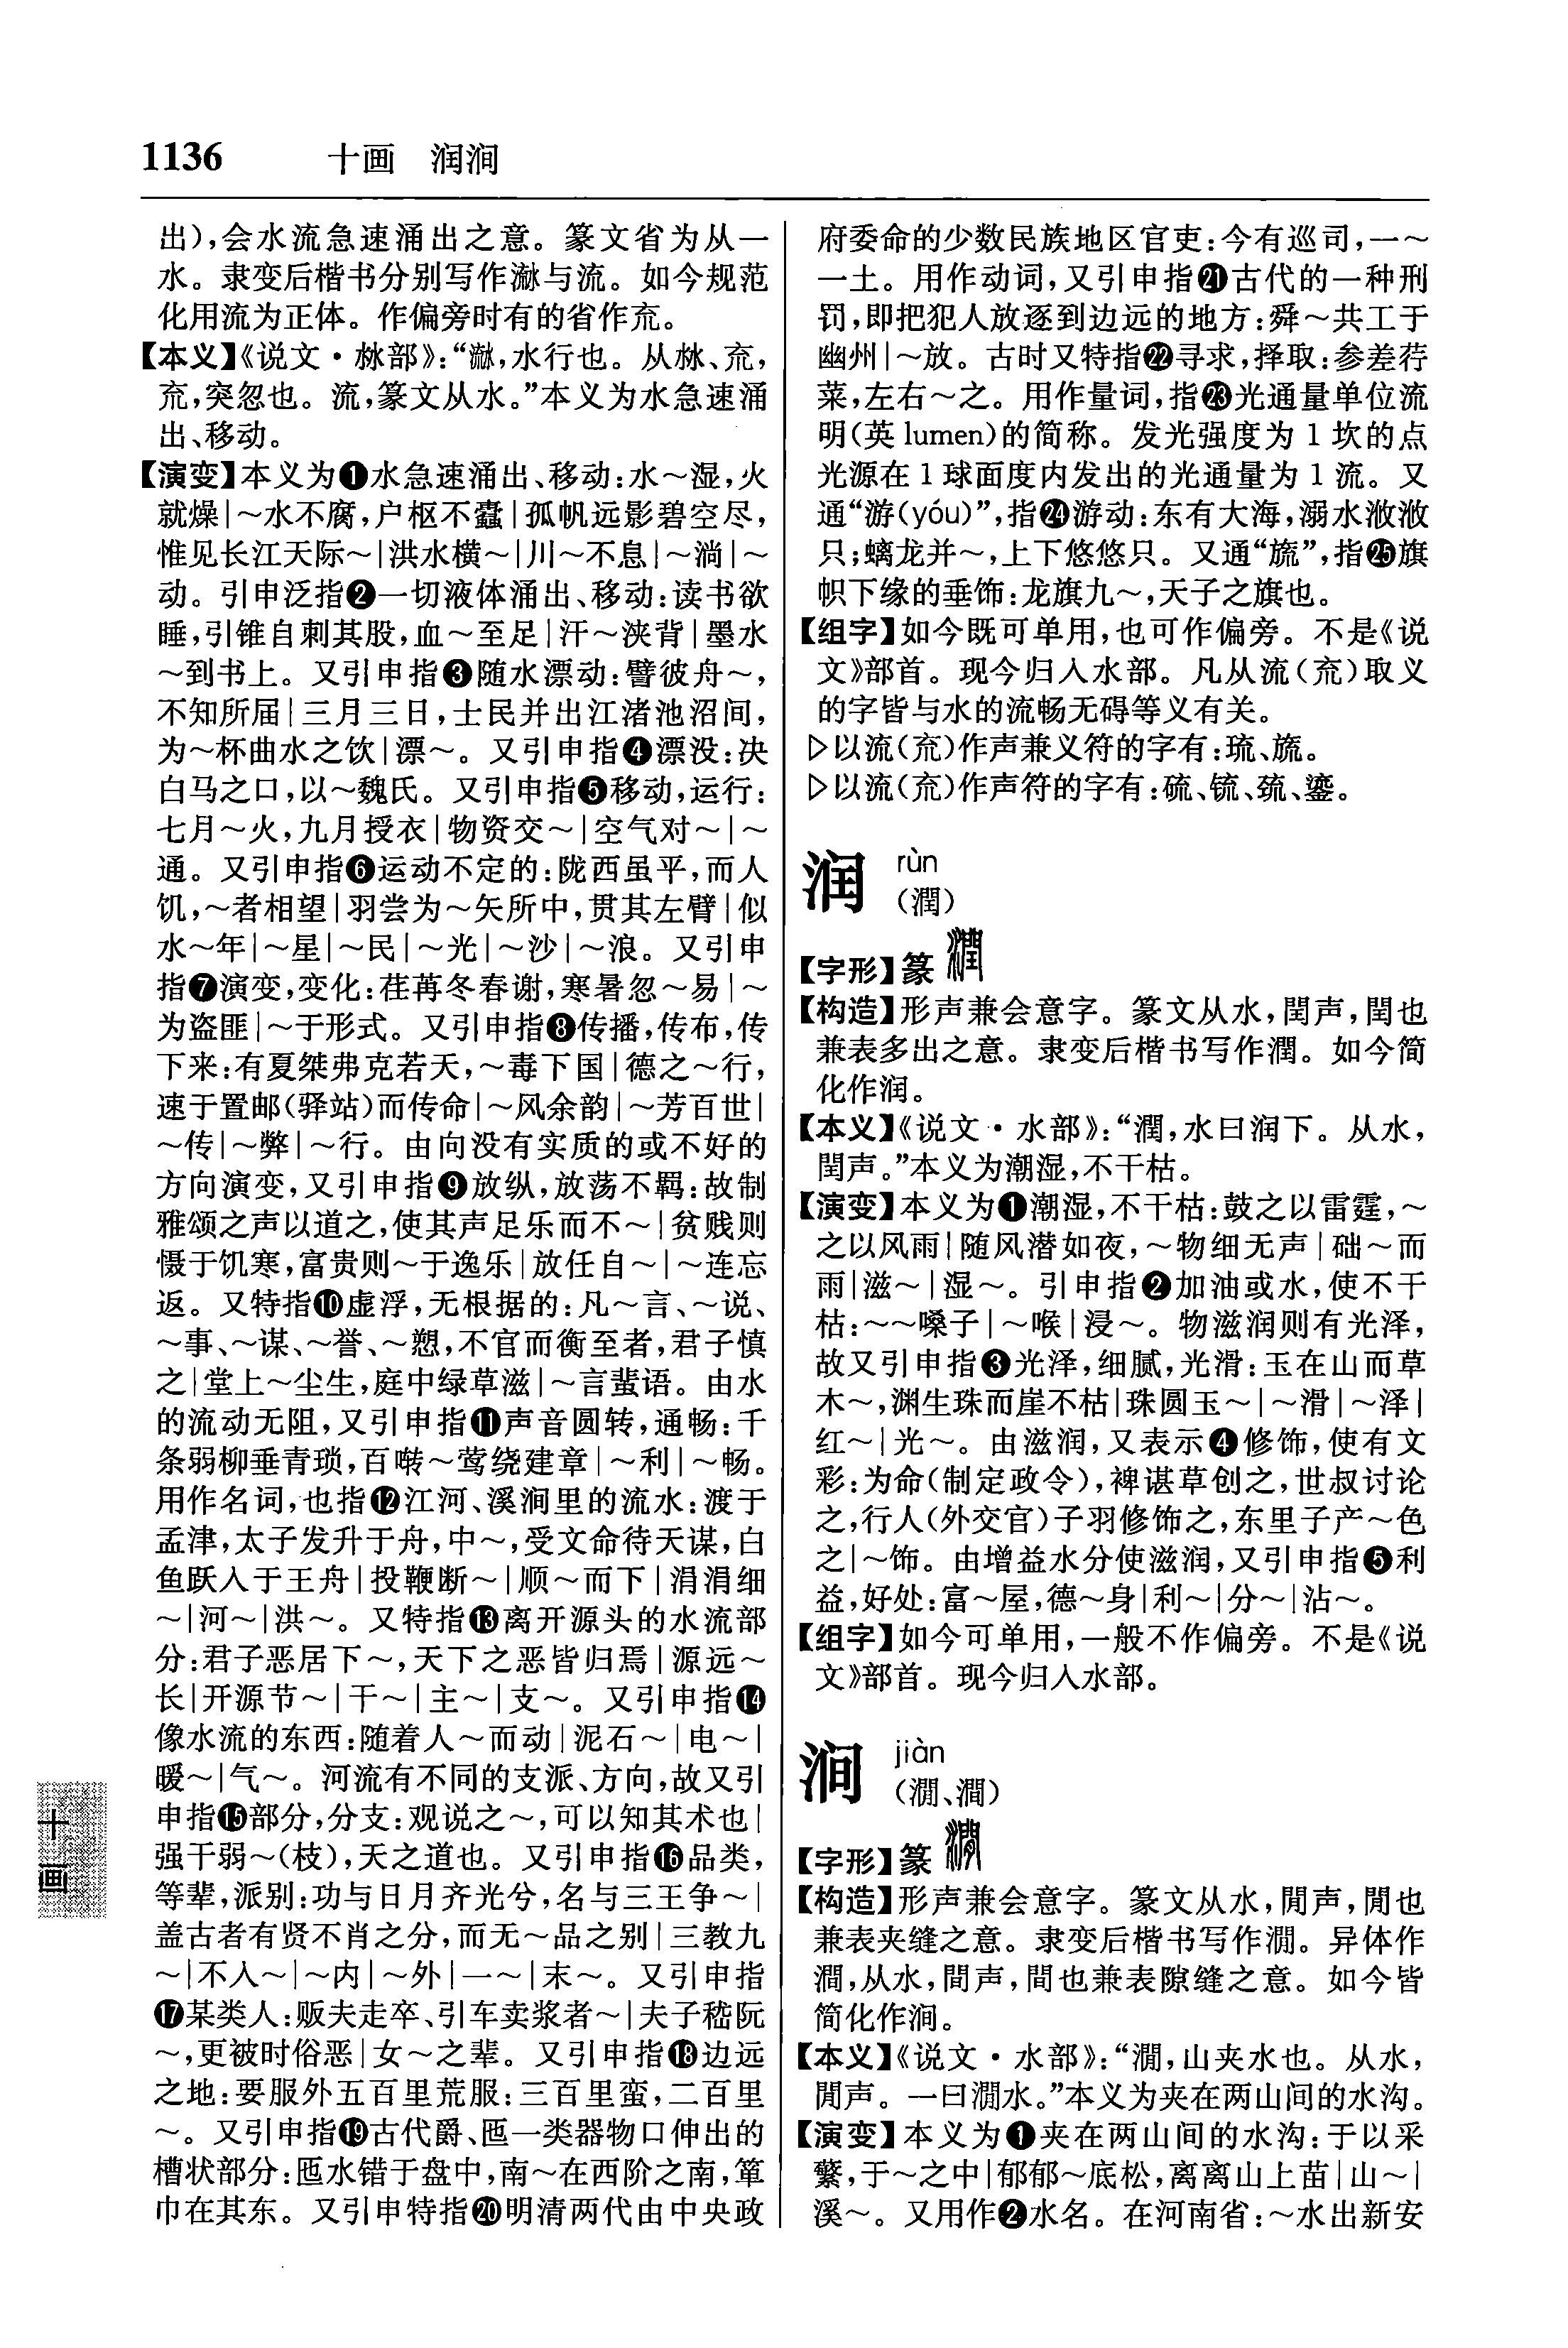 1136 十画 润涧
出),会水流急速涌出之意。篆文省为从一
水。隶变后楷书分别写作㵗与流。如今规范
化用流为正体。作偏旁时有的省作㐬。
【本义】《说文·沝部》:“㵗,水行也。从沝、㐬,
㐬,突忽也。流,篆文从水。”本义为水急速涌
出、移动。
【演变】本义为❶水急速涌出、移动:水～湿,火
就燥|～水不腐,户枢不蠹|孤帆远影碧空尽,
惟见长江天际～|洪水横～|川～不息|～淌|～
动。引申泛指❷一切液体涌出、移动:读书欲
睡,引锥自刺其股,血～至足|汗～浃背|墨水
～到书上。又引申指❸随水漂动:譬彼舟～,
不知所届|三月三日,士民并出江渚池沼间,
为～杯曲水之饮|漂～。又引申指❹漂没:决
白马之口,以～魏氏。又引申指❺移动,运行:
七月～火,九月授衣|物资交～|空气对～|～
通。又引申指❻运动不定的:陇西虽平,而人
饥,～者相望|羽尝为～矢所中,贯其左臂|似
水～年|～星|～民|～光|～沙|～浪。又引申
指❼演变,变化:荏苒冬春谢,寒暑忽～易|～
为盗匪|～于形式。又引申指❽传播,传布,传
下来:有夏桀弗克若天,～毒下国|德之～行,
速于置邮(驿站)而传命|～风余韵|～芳百世|
～传|～弊|～行。由向没有实质的或不好的
方向演变,又引申指❾放纵,放荡不羁:故制
雅颂之声以道之,使其声足乐而不～|贫贱则
慑于饥寒,富贵则～于逸乐|放任自～|～连忘
返。又特指❿虚浮,无根据的:凡～言、～说、
～事、～谋、～誉、～愬,不官而衡至者,君子慎
之|堂上～尘生,庭中绿草滋|～言蜚语。由水
的流动无阻,又引申指⓫声音圆转,通畅:千
条弱柳垂青琐,百啭～莺绕建章|～利|～畅。
用作名词,也指⓬江河、溪涧里的流水:渡于
孟津,太子发升于舟,中～,受文命待天谋,白
鱼跃入于王舟|投鞭断～|顺～而下|涓涓细
～|河～|洪～。又特指⓭离开源头的水流部
分:君子恶居下～,天下之恶皆归焉|源远～
长|开源节～|干～|主～|支～。又引申指⓮
像水流的东西:随着人～而动|泥石～|电～|
暖～|气～。河流有不同的支派、方向,故又引
申指⓯部分,分支:观说之～,可以知其术也|
强干弱～(枝),天之道也。又引申指⓰品类,
等辈,派别:功与日月齐光兮,名与三王争～|
盖古者有贤不肖之分,而无～品之别|三教九
～|不入～|～内|～外|一～|末～。又引申指
⓱某类人:贩夫走卒、引车卖浆者～|夫子嵇阮
～,更被时俗恶|女～之辈。又引申指⓲边远
之地:要服外五百里荒服:三百里蛮,二百里
～。又引申指⓳古代爵、匜一类器物口伸出的
槽状部分:匜水错于盘中,南～在西阶之南,箪
巾在其东。又引申特指⓴明清两代由中央政
府委命的少数民族地区官吏:今有巡司,一～
一土。用作动词,又引申指㉑古代的一种刑
罚,即把犯人放逐到边远的地方:舜～共工于
幽州|～放。古时又特指㉒寻求,择取:参差荇
菜,左右～之。用作量词,指㉓光通量单位流
明(英 lumen)的简称。发光强度为 1 坎的点
光源在 1 球面度内发出的光通量为 1 流。又
通“游(yóu)”,指㉔游动:东有大海,溺水浟浟
只;螭龙并～,上下悠悠只。又通“旒”,指㉕旗
帜下缘的垂饰:龙旗九～,天子之旗也。
【组字】如今既可单用,也可作偏旁。不是《说
文》部首。现今归入水部。凡从流(㐬)取义
的字皆与水的流畅无碍等义有关。
▷以流(㐬)作声兼义符的字有:琉、旒。
▷以流(㐬)作声符的字有:硫、锍、巯、鎏。
润 rùn
(潤)
【字形】篆
【构造】形声兼会意字。篆文从水,閏声,閏也
兼表多出之意。隶变后楷书写作潤。如今简
化作润。
【本义】《说文·水部》:“潤,水曰润下。从水,
閏声。”本义为潮湿,不干枯。
【演变】本义为❶潮湿,不干枯:鼓之以雷霆,～
之以风雨|随风潜如夜,～物细无声|础～而
雨|滋～|湿～。引申指❷加油或水,使不干
枯:～～嗓子|～喉|浸～。物滋润则有光泽,
故又引申指❸光泽,细腻,光滑:玉在山而草
木～,渊生珠而崖不枯|珠圆玉～|～滑|～泽|
红～|光～。由滋润,又表示❹修饰,使有文
彩:为命(制定政令),裨谌草创之,世叔讨论
之,行人(外交官)子羽修饰之,东里子产～色
之|～饰。由增益水分使滋润,又引申指❺利
益,好处:富～屋,德～身|利～|分～|沾～。
【组字】如今可单用,一般不作偏旁。不是《说
文》部首。现今归入水部。
涧 jiàn
(澗、澗)
【字形】篆
【构造】形声兼会意字。篆文从水,閒声,閒也
兼表夹缝之意。隶变后楷书写作澗。异体作
澗,从水,間声,間也兼表隙缝之意。如今皆
简化作涧。
【本义】《说文·水部》:“澗,山夹水也。从水,
閒声。一曰澗水。”本义为夹在两山间的水沟。
【演变】本义为❶夹在两山间的水沟:于以采
蘩,于～之中|郁郁～底松,离离山上苗|山～|
溪～。又用作❷水名。在河南省:～水出新安
十
画